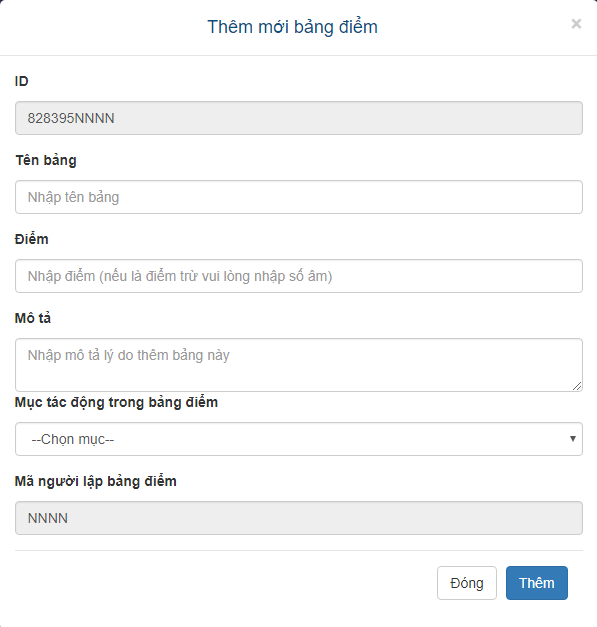 Thêm mới bảng điểm
×
ID
828395NNNN
Tên bảng
Nhập tên bảng
Điểm
Nhập điểm (nếu là điểm trừ vui lòng nhập số âm)
Mô tả
Nhập mô tả lý do thêm bảng này
Mục tác động trong bảng điểm
--Chọn mục--
Mã người lập bảng điểm
NNNN
Đóng Thêm